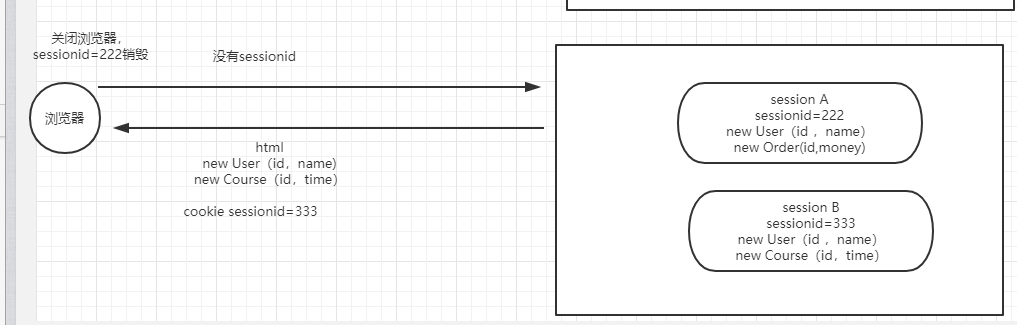 关闭浏览器，
sessionid=222销毁
没有sessionid
浏览器
html
new User（id，name)
new Course（id，time）
cookie sessionid=333
session A
sessionid=222
new User（id ，name）
new Order(id,money)
session B
sessionid=333
new User（id ，name）
new Course（id，time）